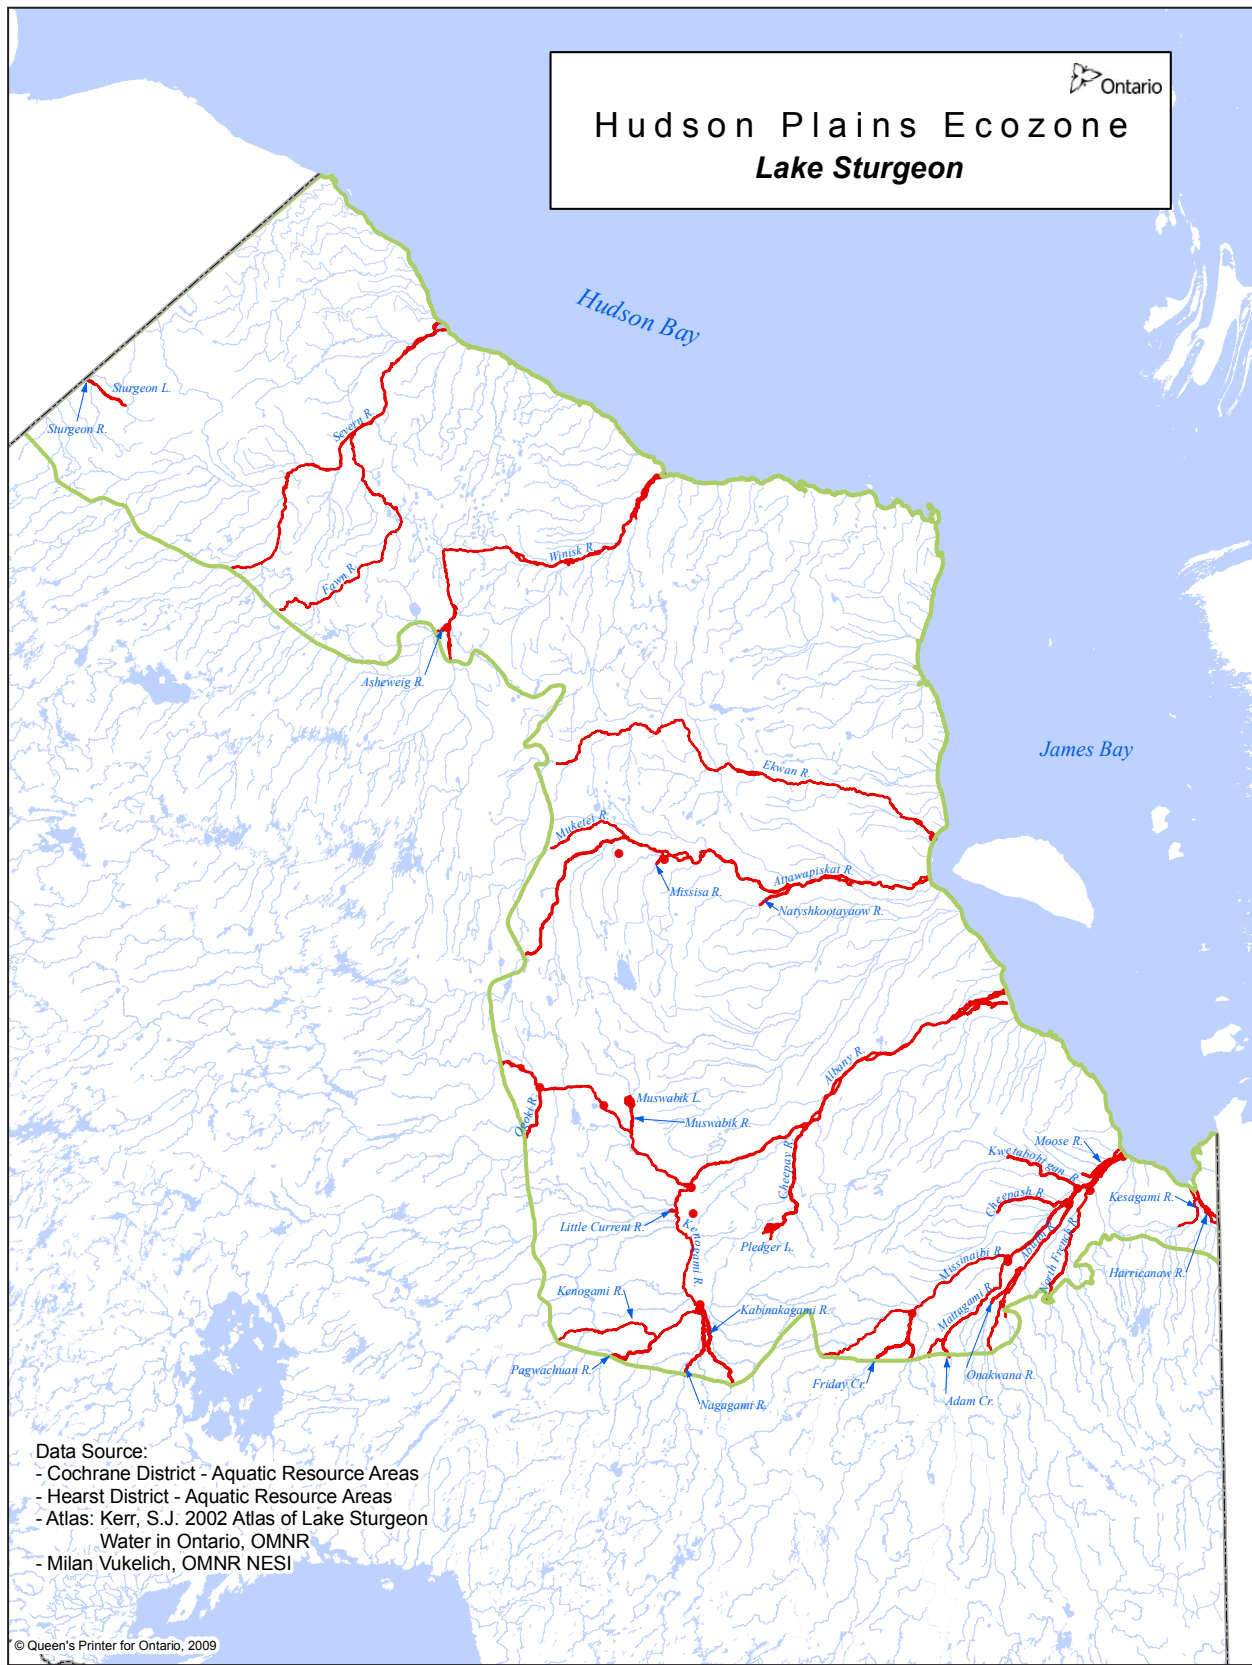 Ontario
Hudson Plains Ecozone
Lake Sturgeon
Hudson Bay
Sturgeon L.
Sturgeon R.
Severn R.
Winisk R.
Fawn R.
Asheweig R.
James Bay
Ekwan R.
Muketei R.
Attawapiskat R.
Missisa R.
Natyshkootayaow R.
Albany R.
Muswabik L.
Ogoki R.
Muswabik R.
Moose R.
Kwetabohigan R.
Cheepay R.
Cheepash R.
Kesagami R.
Little Current R.
Kenogami R.
Pledger L.
Abitibi R.
North French R.
Missinaibi R.
Harricanaw R.
Kenogami R.
Mattagami R.
Kabinakagami R.
Pagwachuan R.
Onakwana R.
Friday Cr.
Adam Cr.
Nagagami R.
Data Source:
- Cochrane District - Aquatic Resource Areas
- Hearst District - Aquatic Resource Areas
- Atlas: Kerr, S.J. 2002 Atlas of Lake Sturgeon
Water in Ontario, OMNR
- Milan Vukelich, OMNR NESI
© Queen's Printer for Ontario, 2009